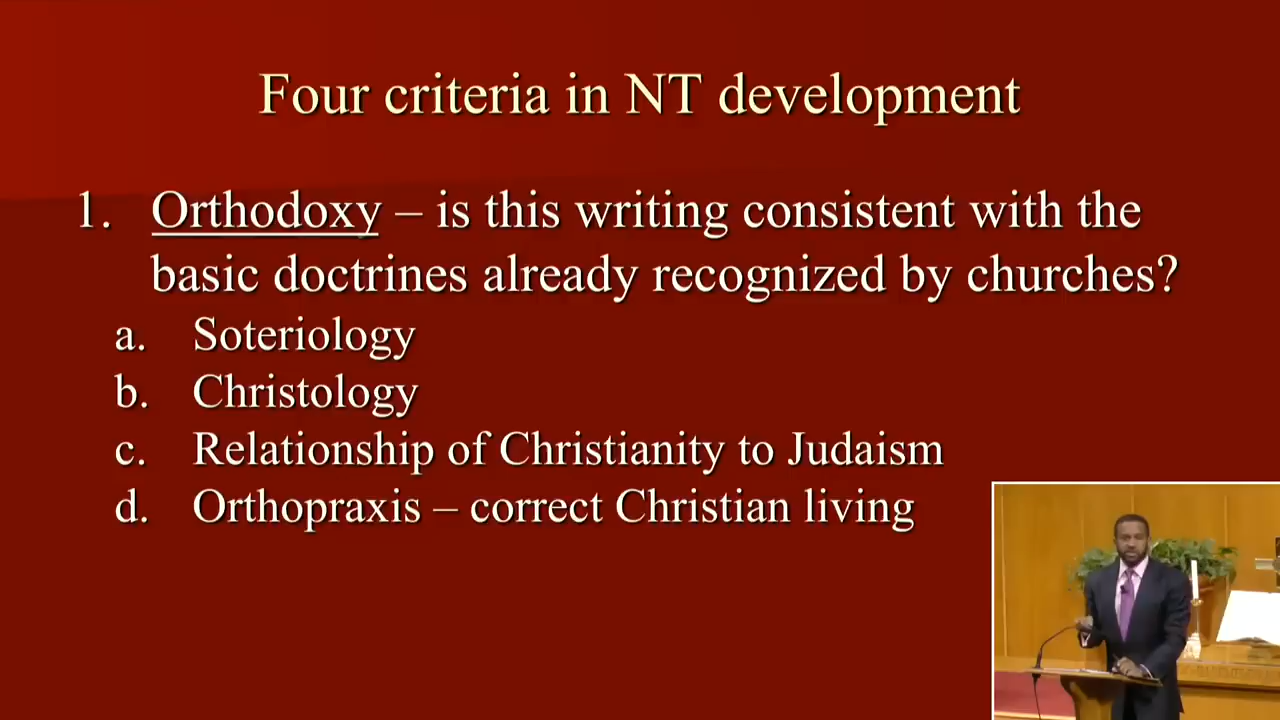 Four criteria in NT development
1. Orthodoxy – is this writing consistent with the
basic doctrines already recognized by churches?
a. Soteriology
b. Christology
c. Relationship of Christianity to Judaism
d. Orthopraxis – correct Christian living